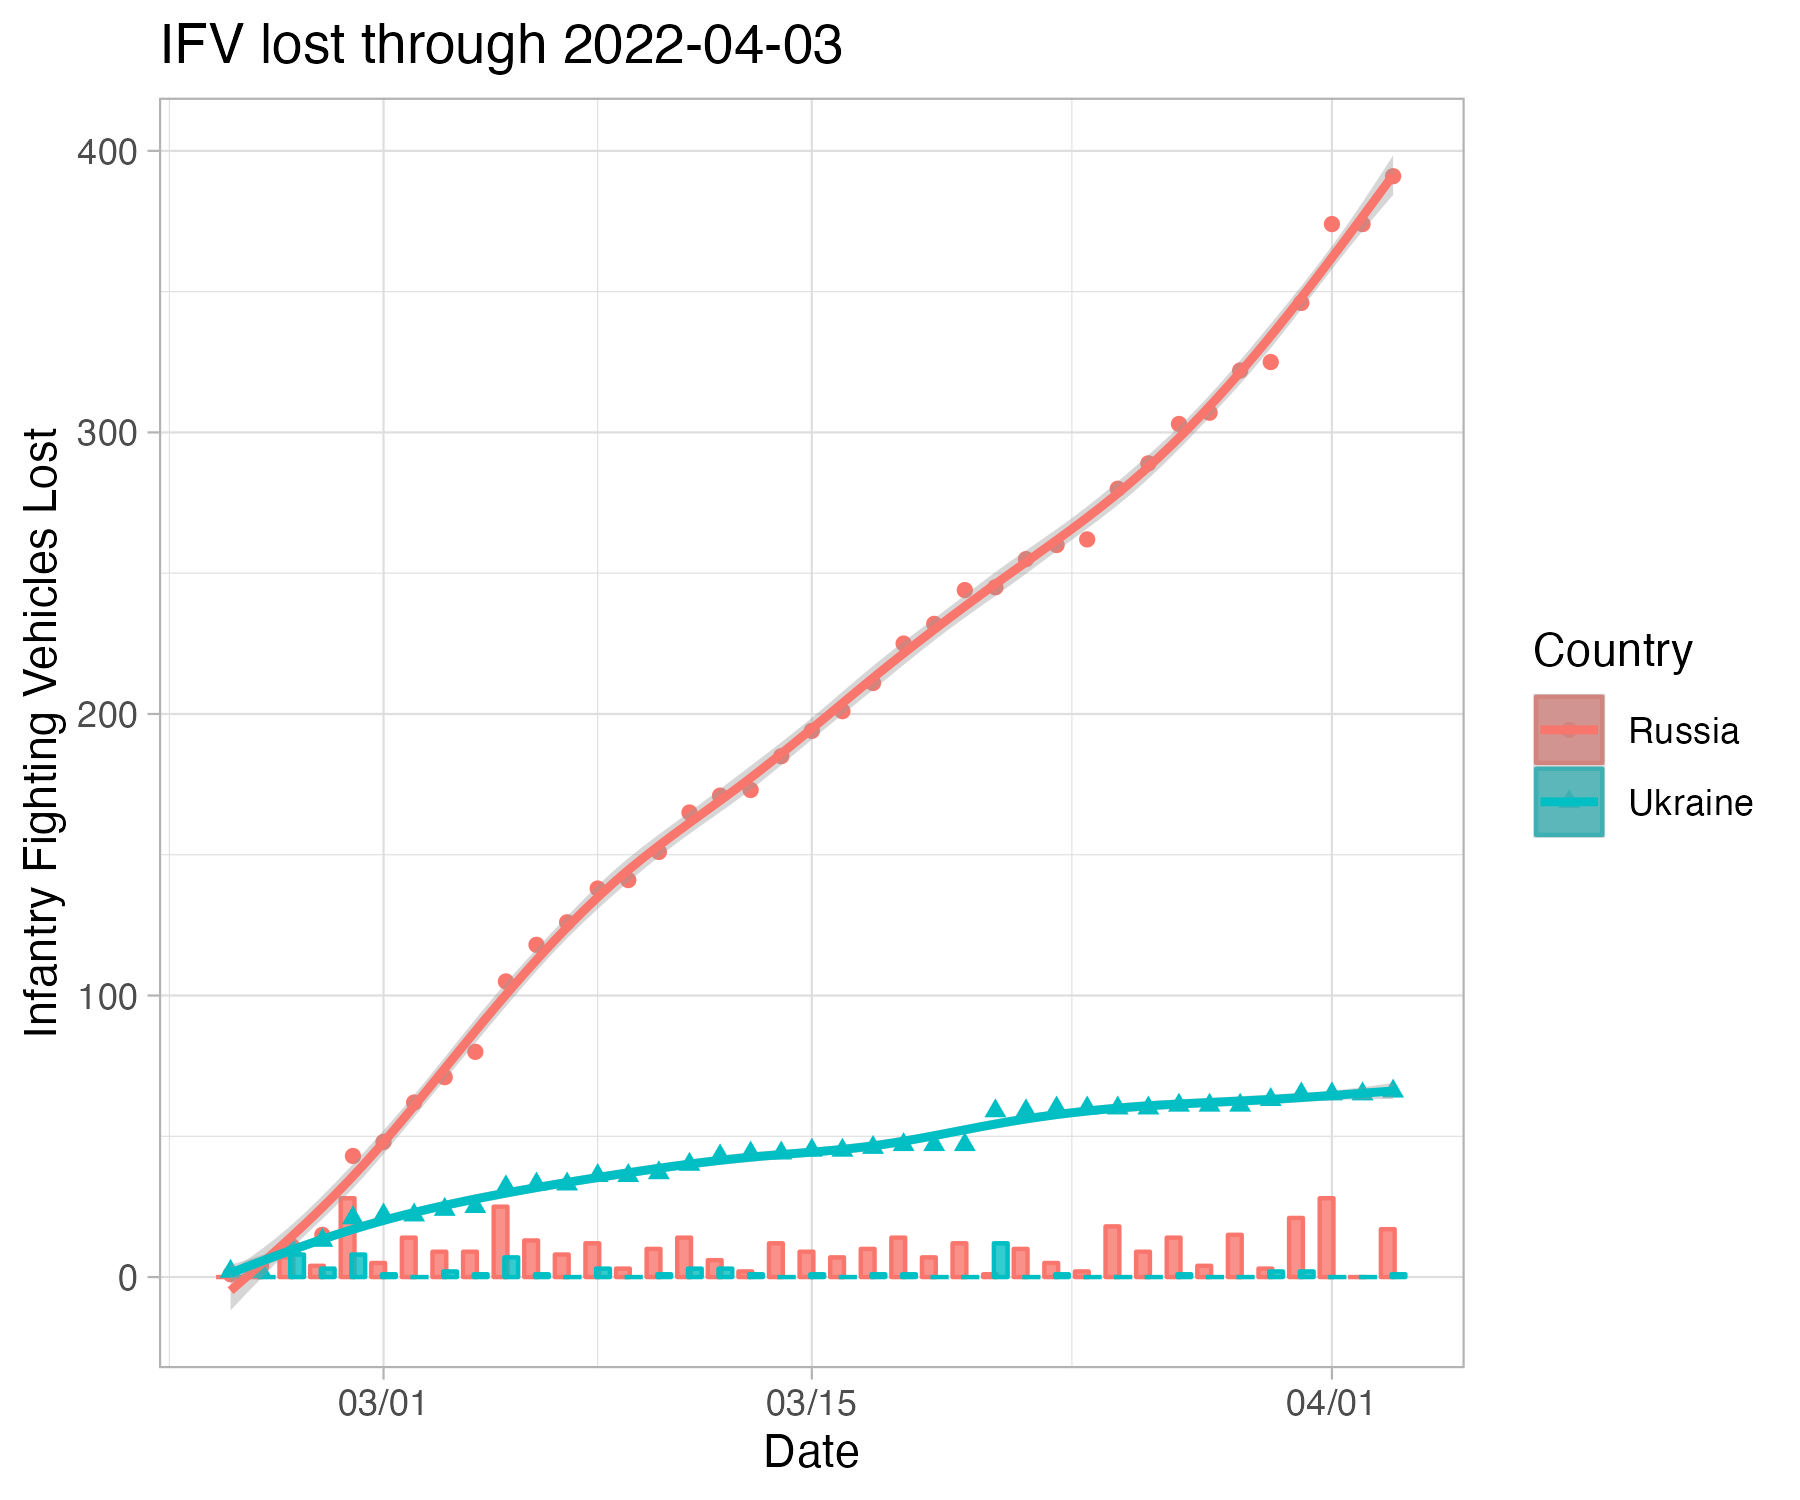 IFV lost through 2022-04-03
Infantry Fighting Vehicles Lost
400
300
200
100
0
03/01
03/15
04/01
Date
Country
Russia
Ukraine